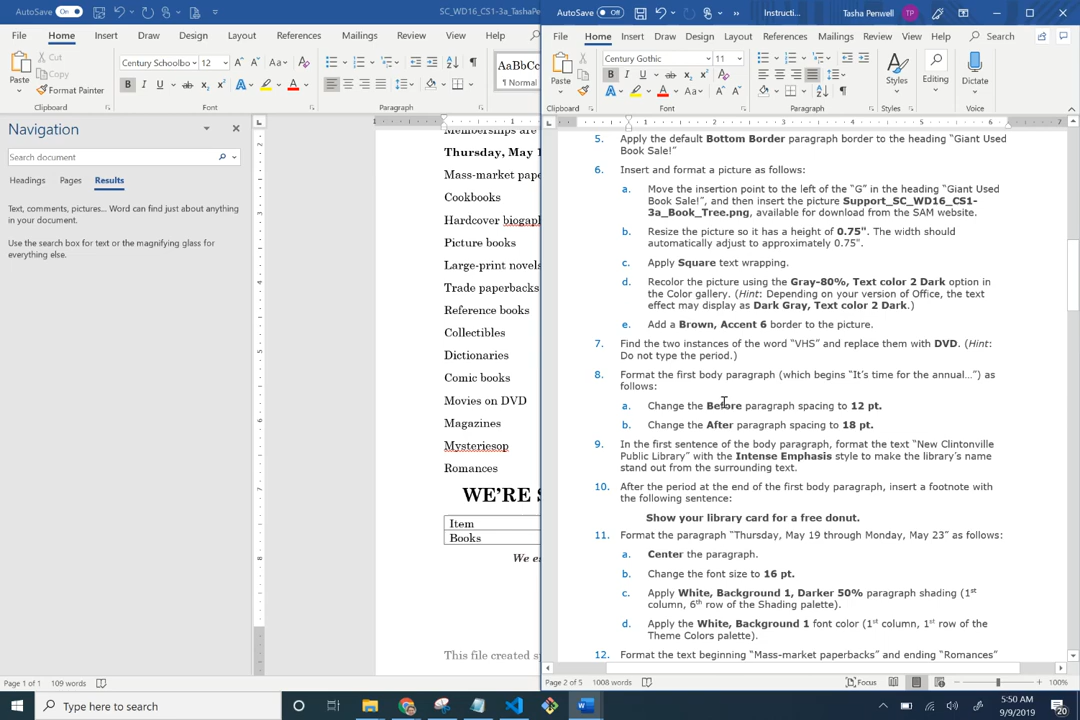 AutoSave On SC_WD16_CS1-3a_TashaPe
File Home Insert Draw Design Layout References Mailings Review View Help
Paste Cut Copy Format Painter
Clipboard
Century Schoolbo 12
Font
Paragraph
AaBbCc
¶ Normal
Navigation
Search document
Headings Pages Results
Text, comments, pictures... Word can find just about anything
in your document.
Use the search box for text or the magnifying glass for
everything else.
Memberships are
Thursday, May 1
Mass-market pape
Cookbooks
Hardcover biograph
Picture books
Large-print novels
Trade paperbacks
Reference books
Collectibles
Dictionaries
Comic books
Movies on DVD
Magazines
Mysteriesop
Romances
WE'RE S
Item
Books
We e
This file created s
Page 1 of 1 109 words
AutoSave Off Instructi... Tasha Penwell TP
File Home Insert Draw Design Layout References Mailings Review View Help Search
Paste
Clipboard
Century Gothic 11
Font
Paragraph
Styles
Styles
Editing
Dictate
Voice
5. Apply the default Bottom Border paragraph border to the heading “Giant Used
Book Sale!”
6. Insert and format a picture as follows:
a. Move the insertion point to the left of the “G” in the heading “Giant Used
Book Sale!”, and then insert the picture Support_SC_WD16_CS1-
3a_Book_Tree.png, available for download from the SAM website.
b. Resize the picture so it has a height of 0.75". The width should
automatically adjust to approximately 0.75”.
c. Apply Square text wrapping.
d. Recolor the picture using the Gray-80%, Text color 2 Dark option in
the Color gallery. (Hint: Depending on your version of Office, the text
effect may display as Dark Gray, Text color 2 Dark.)
e. Add a Brown, Accent 6 border to the picture.
7. Find the two instances of the word “VHS” and replace them with DVD. (Hint:
Do not type the period.)
8. Format the first body paragraph (which begins “It’s time for the annual…”) as
follows:
a. Change the Before paragraph spacing to 12 pt.
b. Change the After paragraph spacing to 18 pt.
9. In the first sentence of the body paragraph, format the text “New Clintonville
Public Library” with the Intense Emphasis style to make the library’s name
stand out from the surrounding text.
10. After the period at the end of the first body paragraph, insert a footnote with
the following sentence:
Show your library card for a free donut.
11. Format the paragraph “Thursday, May 19 through Monday, May 23” as follows:
a. Center the paragraph.
b. Change the font size to 16 pt.
c. Apply White, Background 1, Darker 50% paragraph shading (1st
column, 6th row of the Shading palette).
d. Apply the White, Background 1 font color (1st column, 1st row of the
Theme Colors palette).
12. Format the text beginning “Mass-market paperbacks” and ending “Romances”
Page 2 of 5 1008 words Focus 100%
Type here to search
5:50 AM
9/9/2019
20